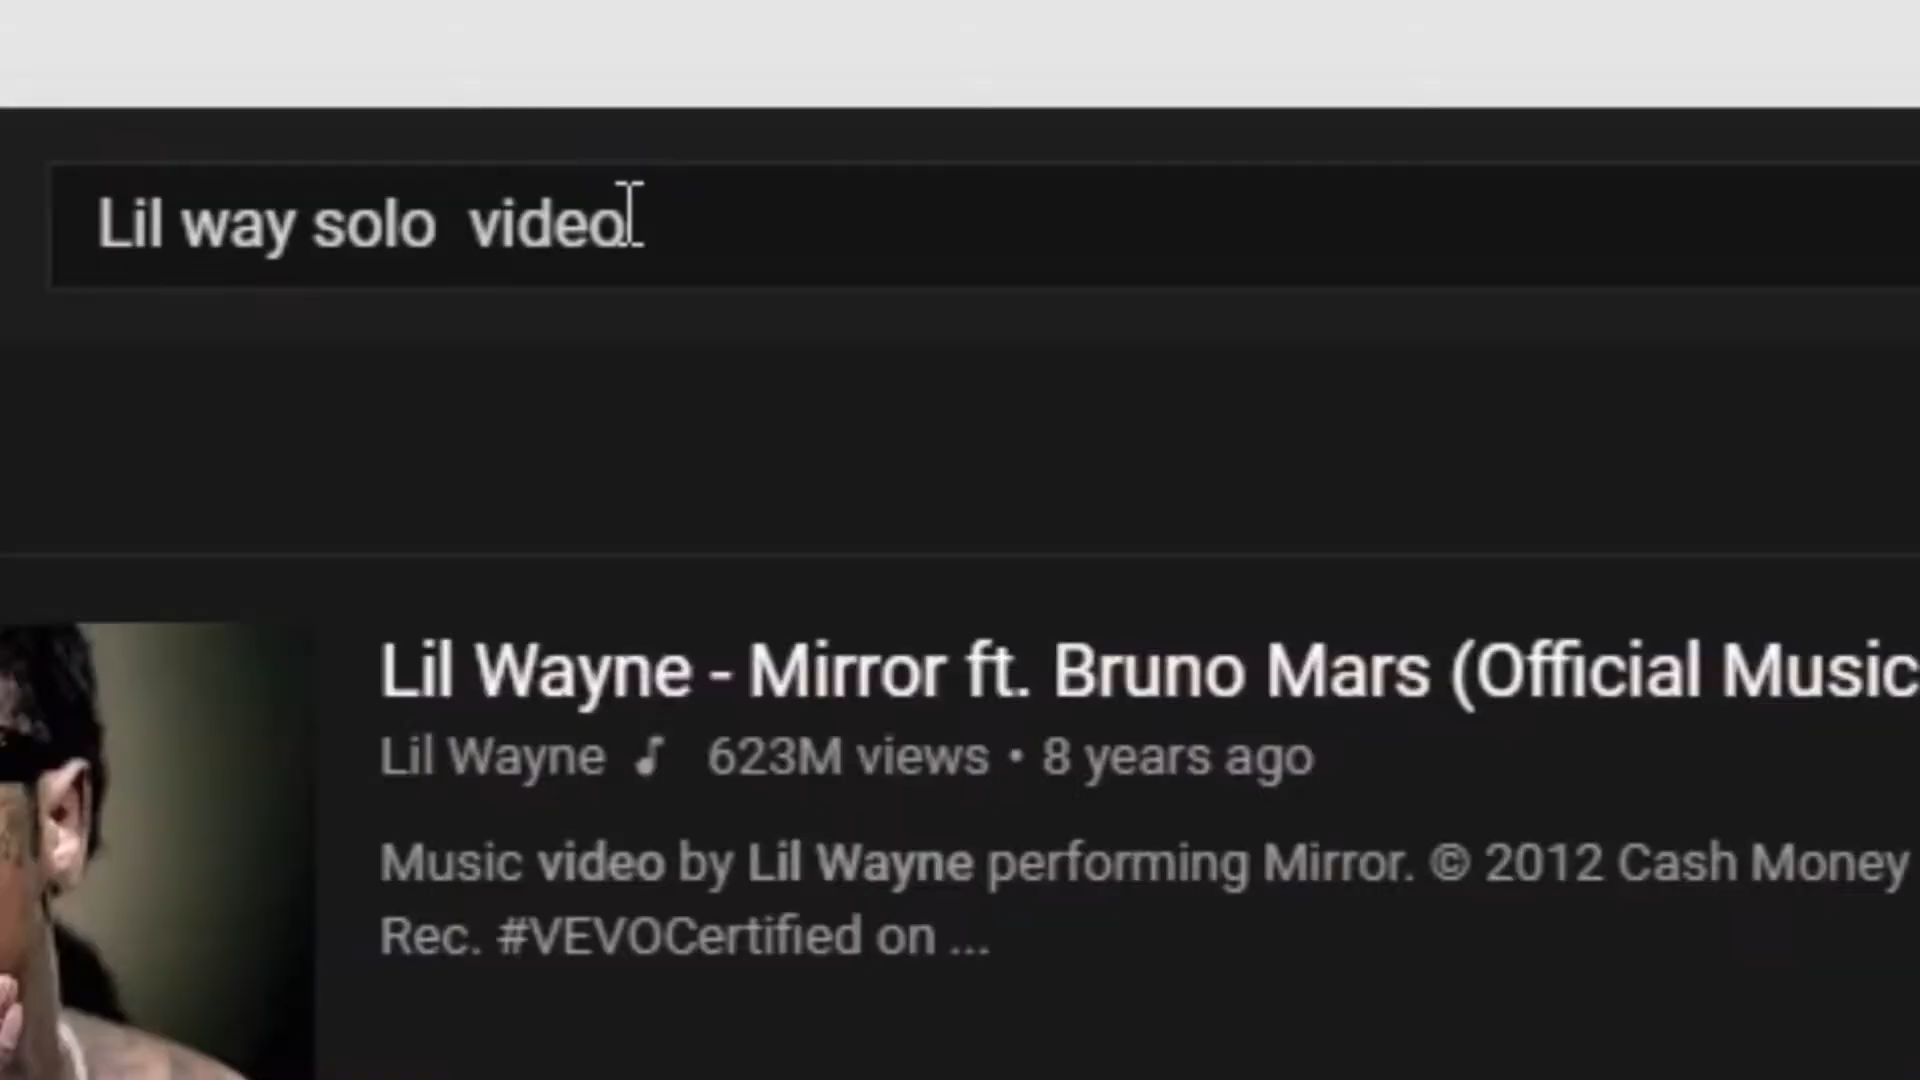 Lil way solo  video
Lil Wayne - Mirror ft. Bruno Mars (Official Music
Lil Wayne 623M views • 8 years ago
Music video by Lil Wayne performing Mirror. © 2012 Cash Money
Rec. #VEVOCertified on ...